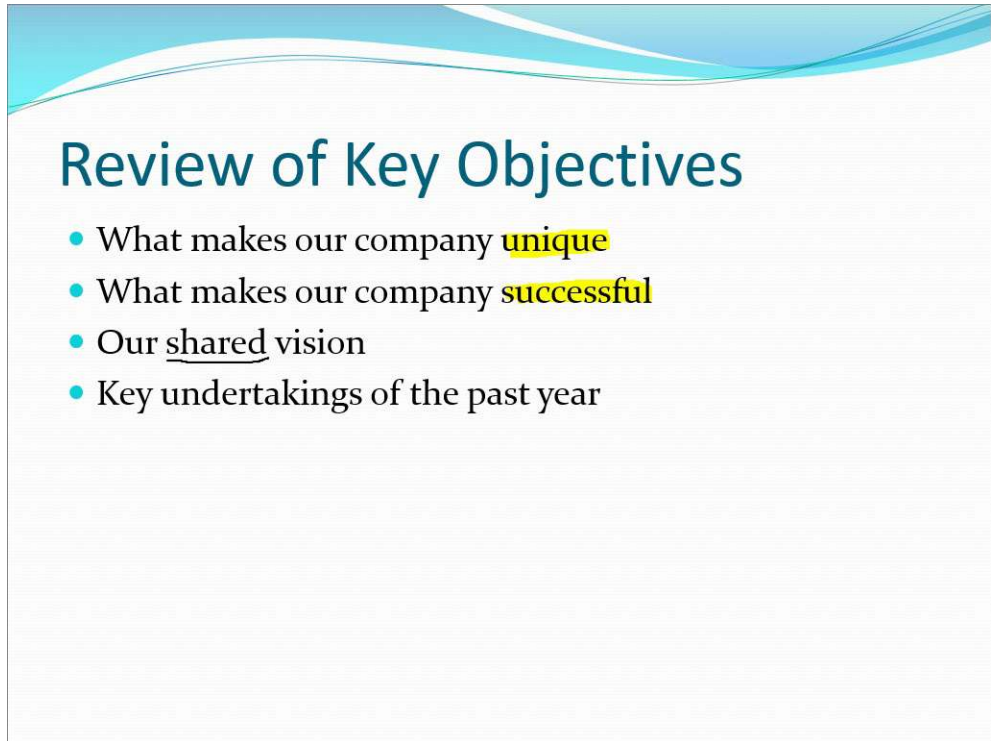 Review of Key Objectives
What makes our company unique
What makes our company successful
Our shared vision
Key undertakings of the past year